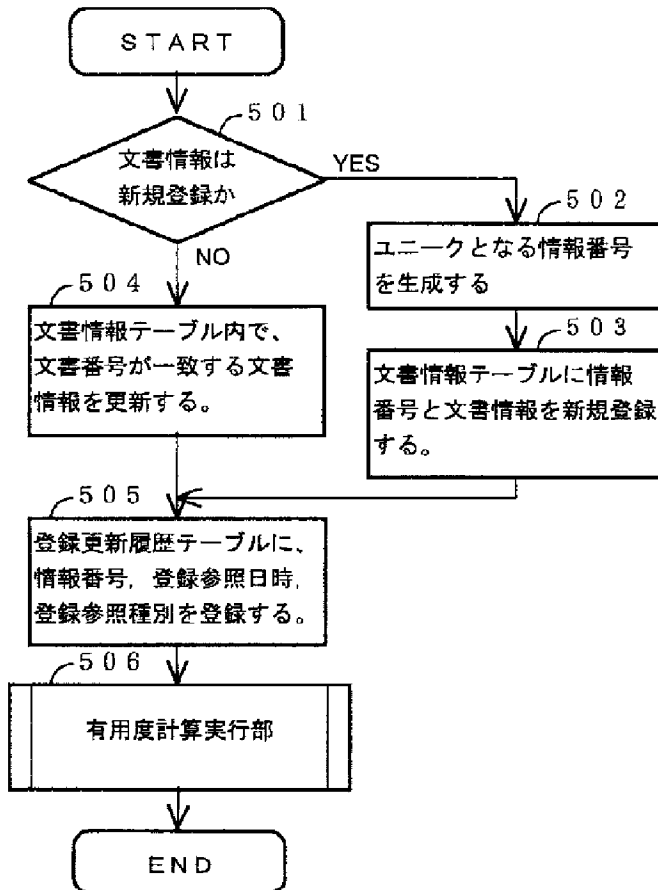 START
501
文書情報は
新規登録か
YES
NO
502
ユニークとなる情報番号
を生成する
503
文書情報テーブルに情報
番号と文書情報を新規登録
する。
504
文書情報テーブル内で、
文書番号が一致する文書
情報を更新する。
505
登録更新履歴テーブルに、
情報番号，登録参照日時，
登録参照種別を登録する。
506
有用度計算実行部
END